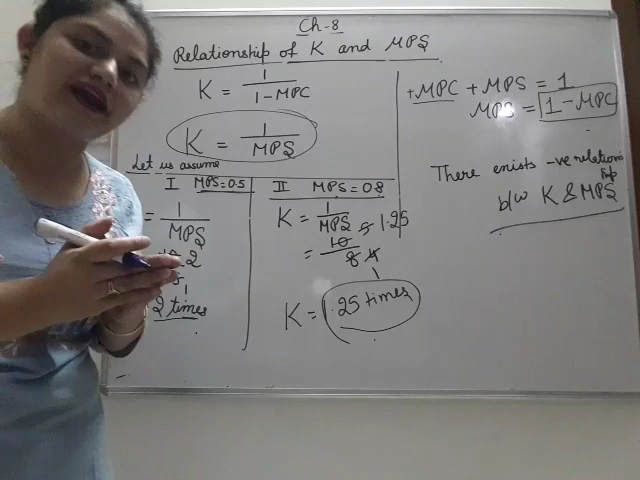 Ch-8
Relationship of K and MPS
K = 1 / 1-MPC
K = 1 / MPS
+MPC + MPS = 1
MPS = 1-MPC
There exists -ve relationship
b/w K & MPS
Let us assume
I MPS=0.5
= 1 / MPS
2
2 times
II MPS=0.8
K = 1 / MPS
= 10 / 8 4
5 1.25
K = 1.25 times